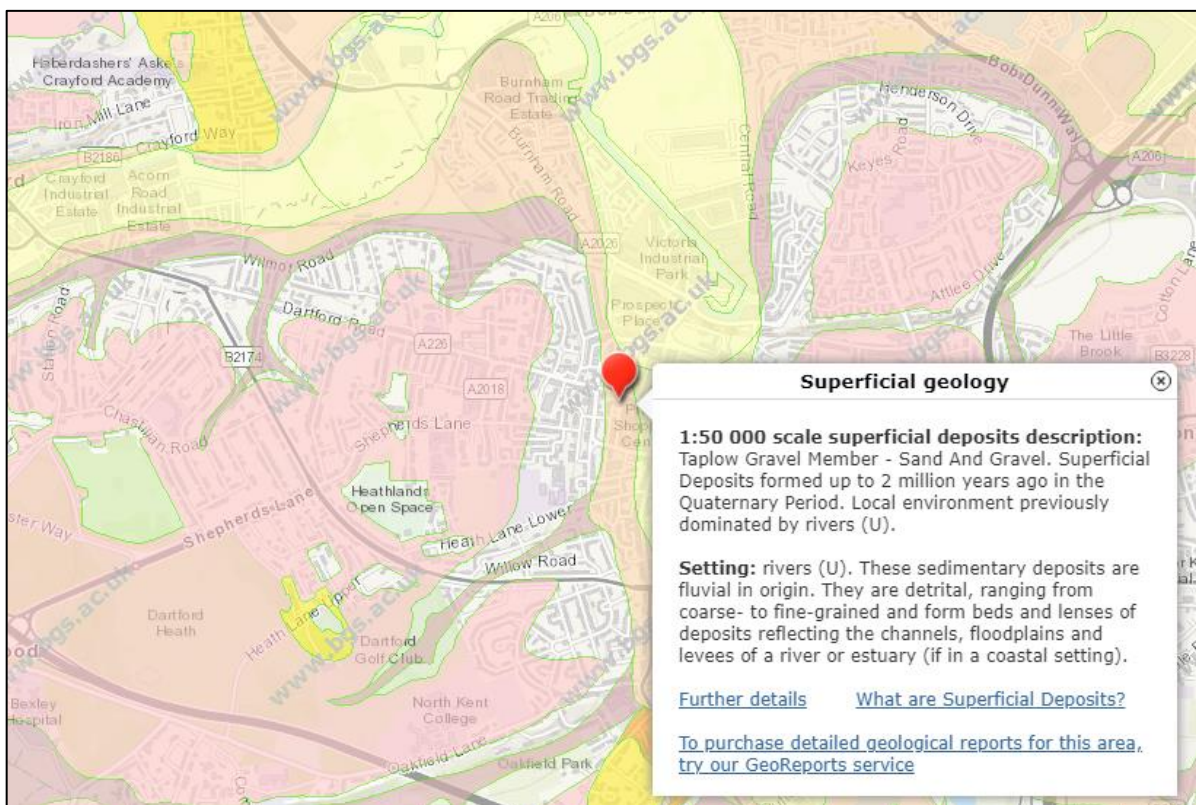 Haberdashers' Aske's
Crayford Academy
Iron Mill Lane
Crayford Way
B2186
Crayford
Industrial
Estate
Acorn
Road
Industrial
Estate
A206
Burnham
Road Trading
Estate
Burnham Road
Bob Dunn Way
Henderson
Drive
Keyes Road
A206
Central Road
A2026
Victoria
Industrial
Park
Prospect
Place
Attlee Drive
Cotton Lane
The Little
Brook
B3228
Wilmot Road
Station Road
Dartford
B2174
A226
A2018
Chastilian Road
Shepherds Lane
Shepherds-Lane
Heathlands
Open Space
Heath Lane Lower
Willow Road
Dartford
Heath
Heath Lane Upper
Dartford
Golf Club
Bexley
Hospital
North Kent
College
Oakfield Lane
Oakfield Park
www.bgs.ac.uk
Superficial geology
1:50 000 scale superficial deposits description:
Taplow Gravel Member - Sand And Gravel. Superficial
Deposits formed up to 2 million years ago in the
Quaternary Period. Local environment previously
dominated by rivers (U).
Setting: rivers (U). These sedimentary deposits are
fluvial in origin. They are detrital, ranging from
coarse- to fine-grained and form beds and lenses of
deposits reflecting the channels, floodplains and
levees of a river or estuary (if in a coastal setting).
Further details What are Superficial Deposits?
To purchase detailed geological reports for this area,
try our GeoReports service